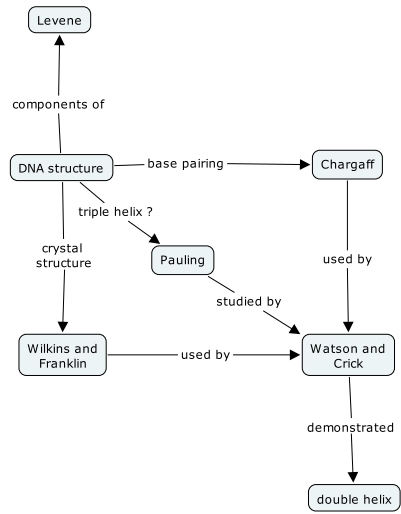 Levene
components of
DNA structure
base pairing
Chargaff
triple helix ?
crystal
structure
Pauling
used by
studied by
Wilkins and
Franklin
used by
Watson and
Crick
demonstrated
double helix